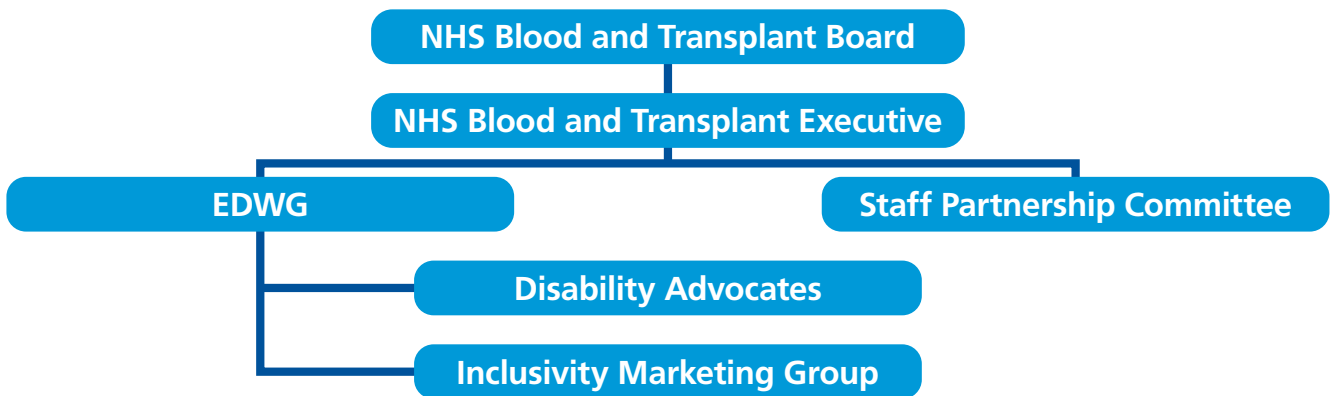 NHS Blood and Transplant Board
NHS Blood and Transplant Executive
EDWG
Staff Partnership Committee
Disability Advocates
Inclusivity Marketing Group